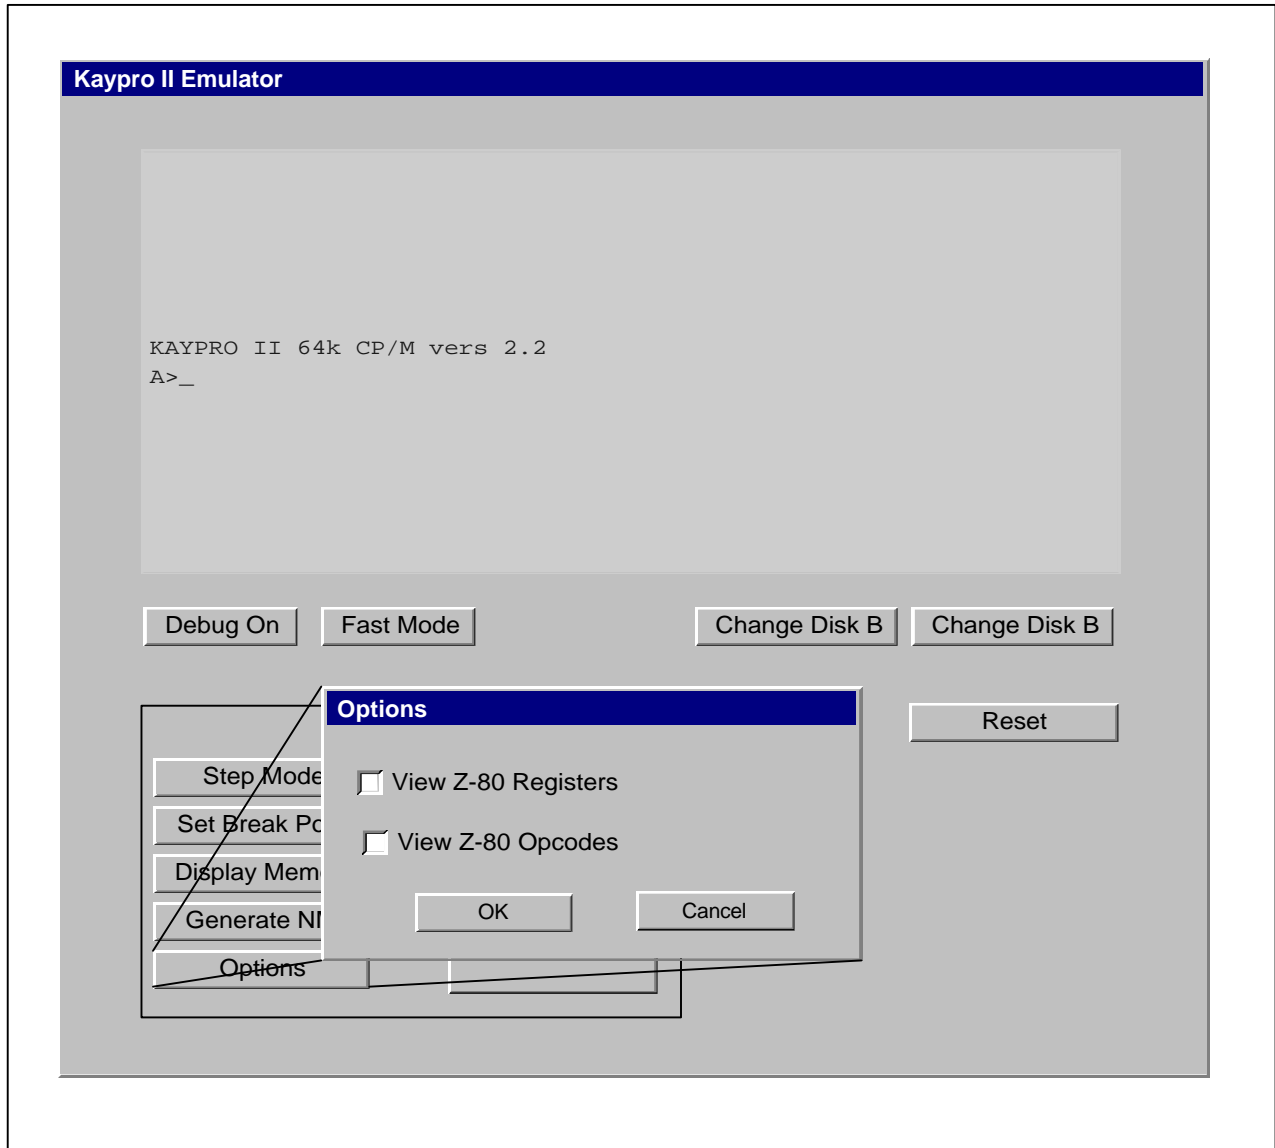 Kaypro II Emulator
KAYPRO II 64k CP/M vers 2.2
A>_
Debug On
Fast Mode
Change Disk B
Change Disk B
Options
Reset
Step Mode
View Z-80 Registers
Set Break Po
View Z-80 Opcodes
Display Mem
Generate NM
OK
Cancel
Options